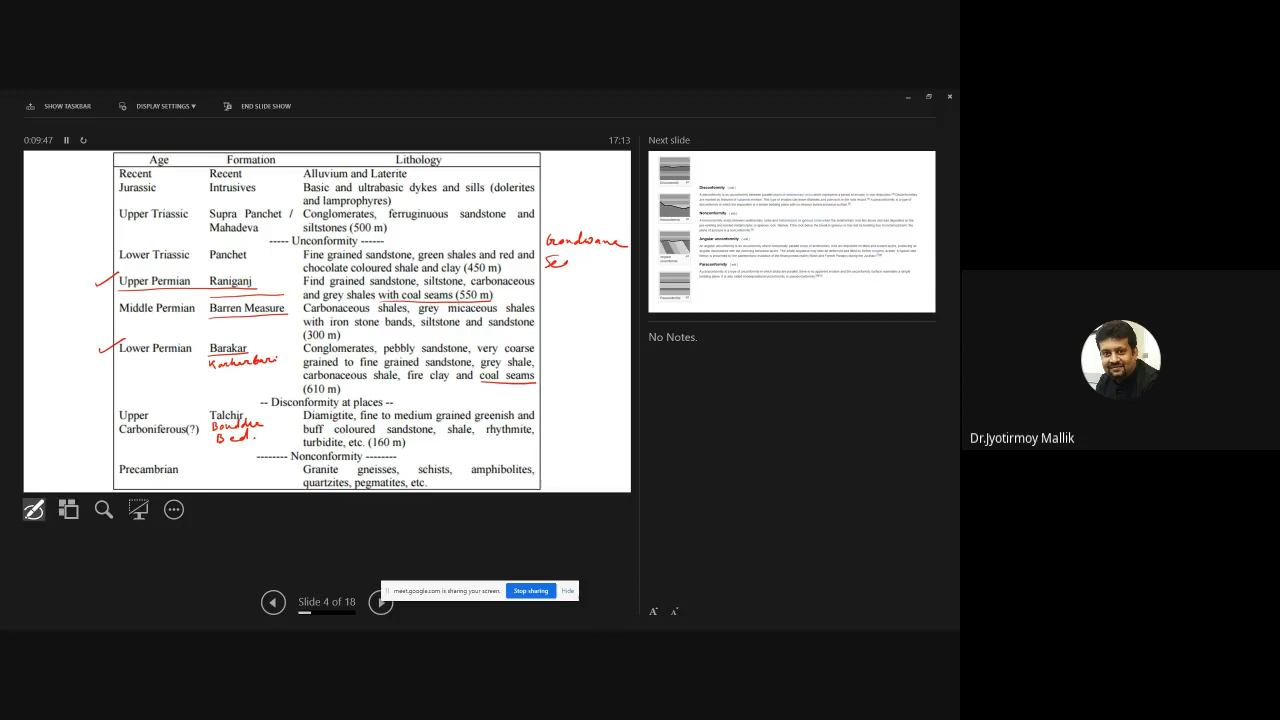 SHOW TASKBAR DISPLAY SETTINGS ▼ END SLIDE SHOW
0:09:47 17:13
Age Formation Lithology
Recent Recent Alluvium and Laterite
Jurassic Intrusives Basic and ultrabasic dykes and sills (dolerites
and lamprophyres)
Upper Triassic Supra Panchet / Conglomerates, ferruginous sandstone and
Mahadeva siltstones (500 m)
----- Unconformity ------
Lower Triassic Panchet Fine grained sandstone, green shales and red and
chocolate coloured shale and clay (450 m)
Upper Permian Raniganj Find grained sandstone, siltstone, carbonaceous
and grey shales with coal seams (550 m)
Middle Permian Barren Measure Carbonaceous shales, grey micaceous shales
with iron stone bands, siltstone and sandstone
(300 m)
Lower Permian Barakar Conglomerates, pebbly sandstone, very coarse
Karharbari grained to fine grained sandstone, grey shale,
carbonaceous shale, fire clay and coal seams
(610 m)
-- Disconformity at places --
Upper Talchir Diamigtite, fine to medium grained greenish and
Carboniferous(?) Boulder buff coloured sandstone, shale, rhythmite,
Bed. turbidite, etc. (160 m)
-------- Nonconformity --------
Precambrian Granite gneisses, schists, amphibolites,
quartzites, pegmatites, etc.
Gondwana
Se
Slide 4 of 18
meet.google.com is sharing your screen. Stop sharing Hide
Next slide
Disconformity
Nonconformity
Angular unconformity
Paraconformity
No Notes.
A A
Dr.Jyotirmoy Mallik